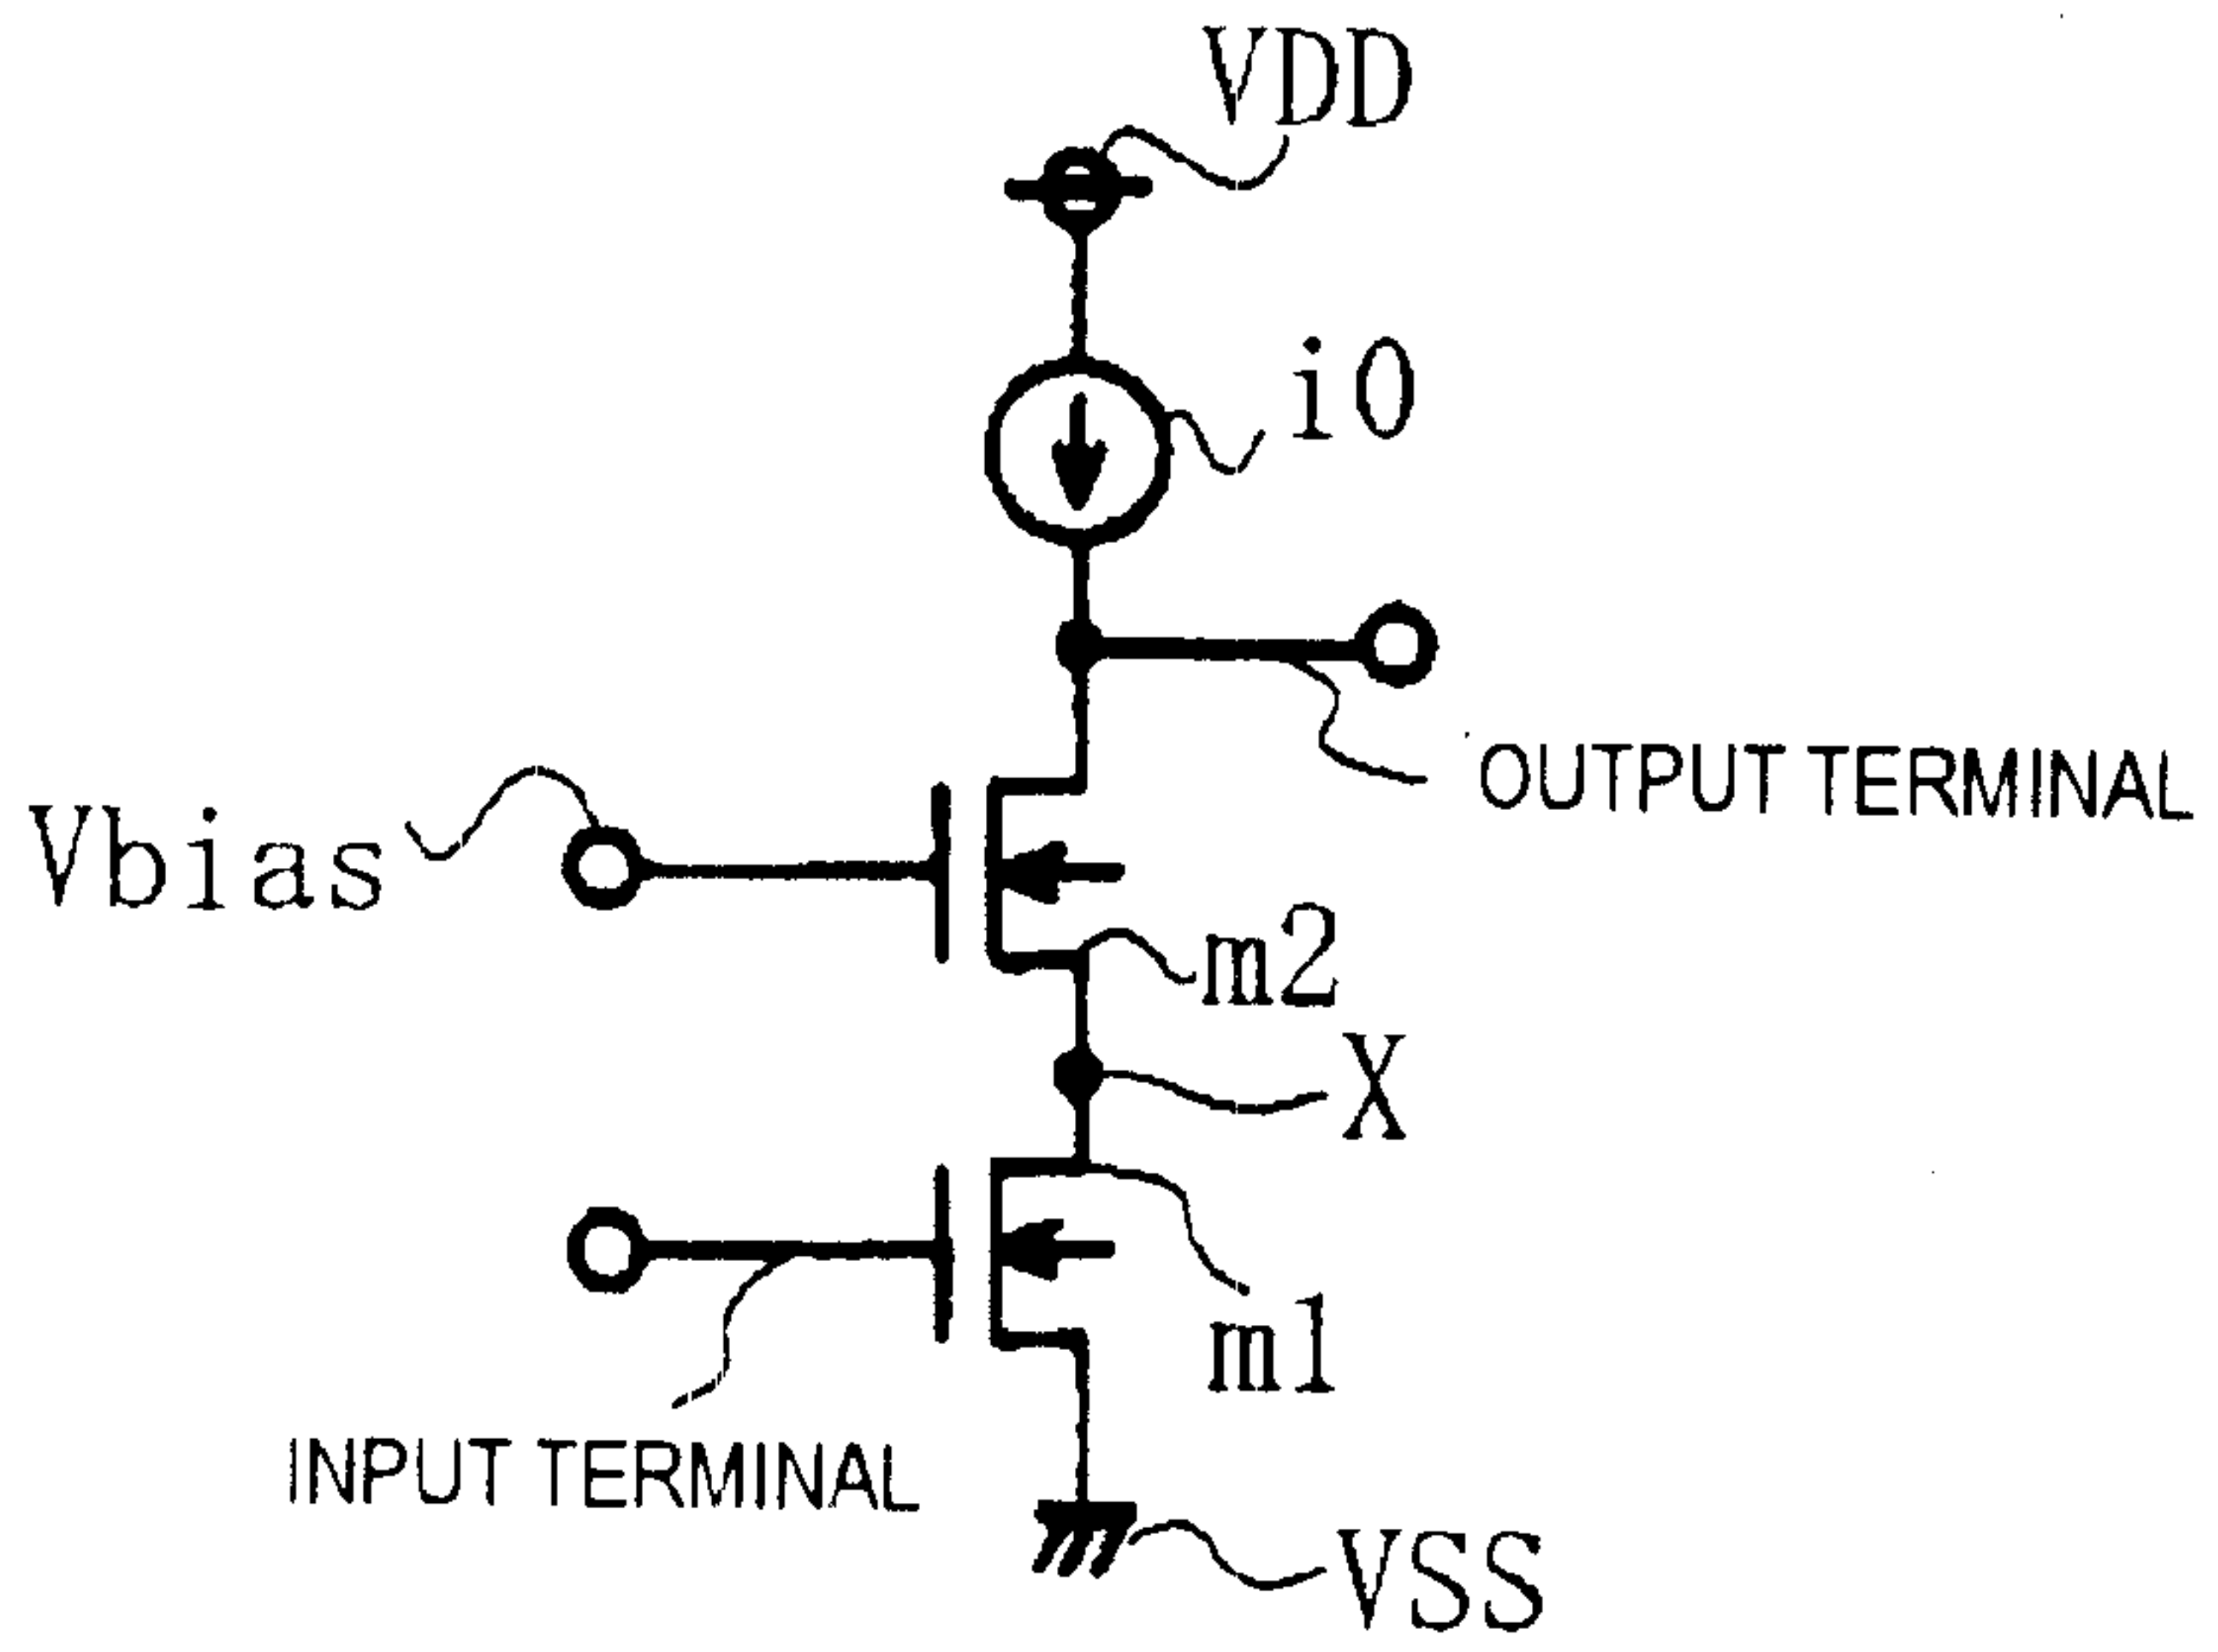 VDD
i0
OUTPUT TERMINAL
Vbias
m2
X
m1
INPUT TERMINAL
VSS